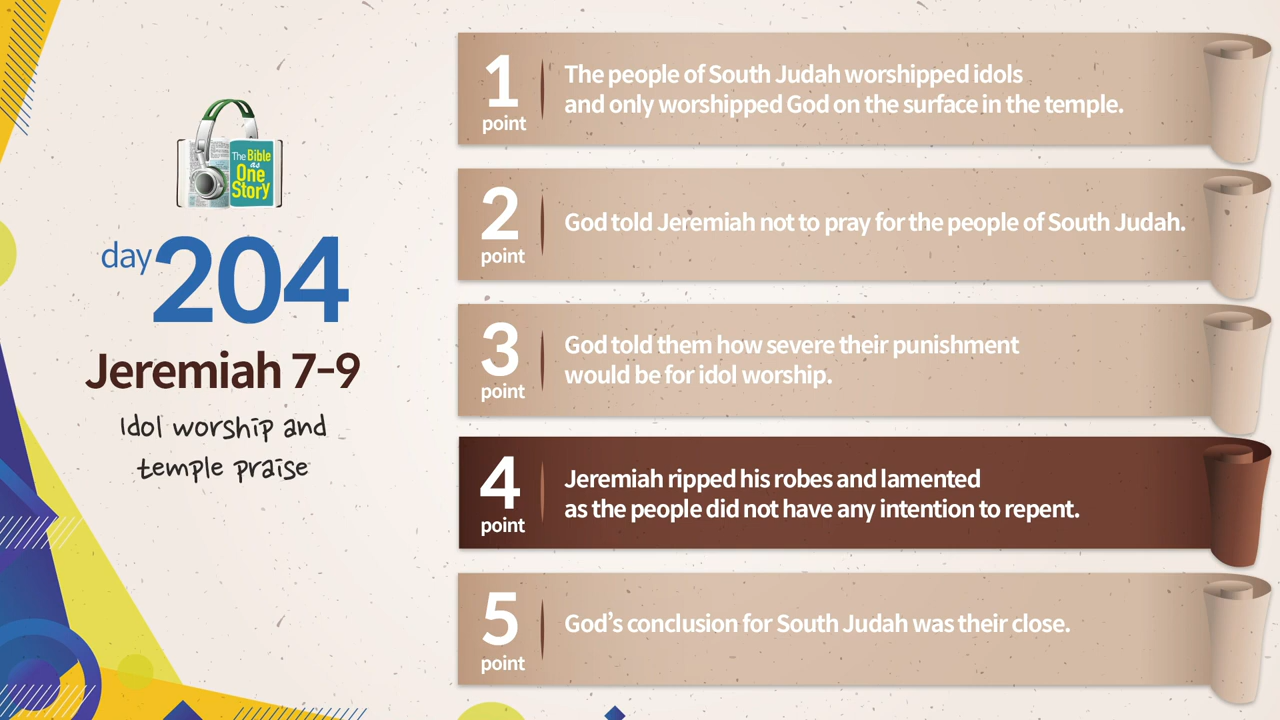 The Bible
as
One
Story
day 204
Jeremiah 7-9
Idol worship and
temple praise
1
point
The people of South Judah worshipped idols
and only worshipped God on the surface in the temple.
2
point
God told Jeremiah not to pray for the people of South Judah.
3
point
God told them how severe their punishment
would be for idol worship.
4
point
Jeremiah ripped his robes and lamented
as the people did not have any intention to repent.
5
point
God’s conclusion for South Judah was their close.